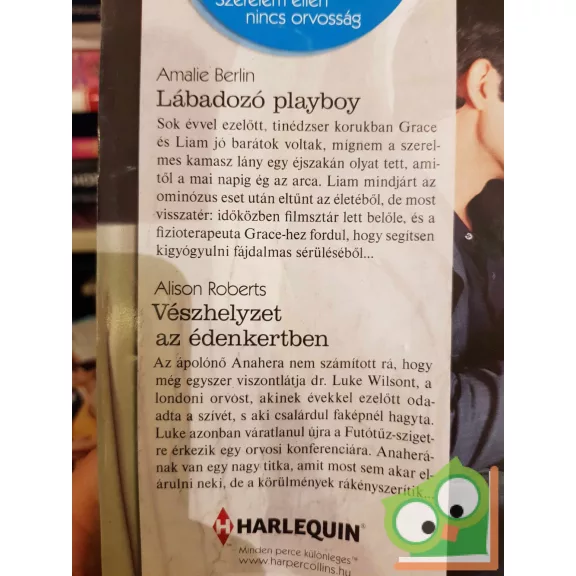 Szerelem ellen
nincs orvosság
Amalie Berlin
Lábadozó playboy
Sok évvel ezelőtt, tinédzser korukban Grace
és Liam jó barátok voltak, mígnem a szerel-
mes kamasz lány egy éjszakán olyat tett, ami-
től a mai napig ég az arca. Liam mindjárt az
ominózus eset után eltűnt az életéből, de most
visszatér: időközben filmsztár lett belőle, és a
fizioterapeuta Grace-hez fordul, hogy segítsen
kigyógyulni fájdalmas sérüléséből...
Alison Roberts
Vészhelyzet
az édenkertben
Az ápolónő Anahera nem számított rá, hogy
még egyszer viszontlátja dr. Luke Wilsont, a
londoni orvost, akinek évekkel ezelőtt oda-
adta a szívét, s aki csalárdul faképnél hagyta.
Luke azonban váratlanul újra a Futótűz-sziget-
re érkezik egy orvosi konferenciára. Anaherá-
nak van egy nagy titka, amit most sem akar el-
árulni neki, de a körülmények rákényszerítik...
HARLEQUIN®
Minden perce különleges™
www.harpercollins.hu